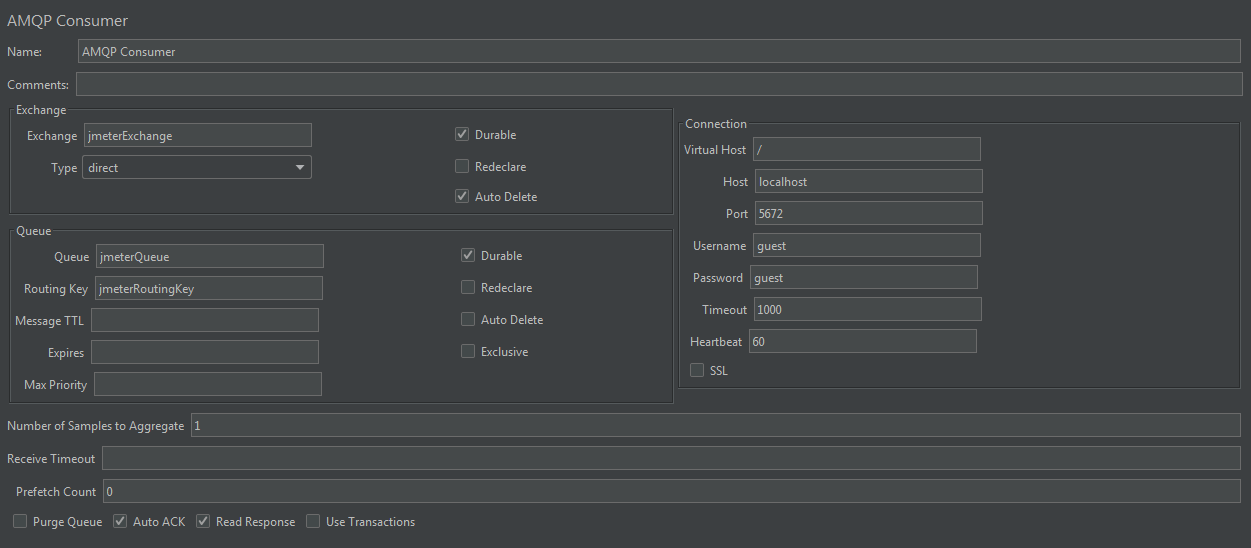 AMQP Consumer
Name: AMQP Consumer
Comments:
Exchange
Exchange jmeterExchange
Type direct
Durable
Redeclare
Auto Delete
Queue
Queue jmeterQueue
Routing Key jmeterRoutingKey
Message TTL
Expires
Max Priority
Durable
Redeclare
Auto Delete
Exclusive
Connection
Virtual Host /
Host localhost
Port 5672
Username guest
Password guest
Timeout 1000
Heartbeat 60
SSL
Number of Samples to Aggregate 1
Receive Timeout
Prefetch Count 0
Purge Queue Auto ACK Read Response Use Transactions